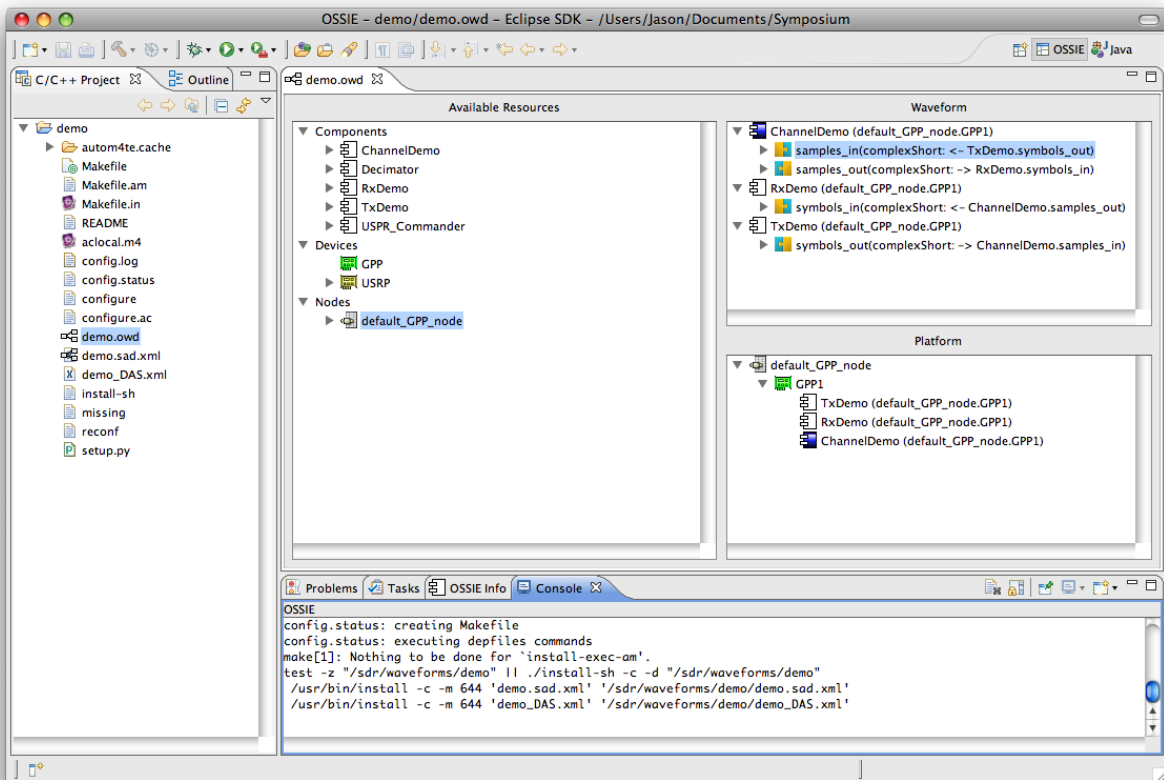 OSSIE - demo/demo.owd - Eclipse SDK - /Users/Jason/Documents/Symposium
OSSIE
Java
C/C++ Project
Outline
demo
autom4te.cache
Makefile
Makefile.am
Makefile.in
README
aclocal.m4
config.log
config.status
configure
configure.ac
demo.owd
demo.sad.xml
demo_DAS.xml
install-sh
missing
reconf
setup.py
demo.owd
Available Resources
Components
ChannelDemo
Decimator
RxDemo
TxDemo
USPR_Commander
Devices
GPP
USRP
Nodes
default_GPP_node
Waveform
ChannelDemo (default_GPP_node.GPP1)
samples_in(complexShort: <- TxDemo.symbols_out)
samples_out(complexShort: -> RxDemo.symbols_in)
RxDemo (default_GPP_node.GPP1)
symbols_in(complexShort: <- ChannelDemo.samples_out)
TxDemo (default_GPP_node.GPP1)
symbols_out(complexShort: -> ChannelDemo.samples_in)
Platform
default_GPP_node
GPP1
TxDemo (default_GPP_node.GPP1)
RxDemo (default_GPP_node.GPP1)
ChannelDemo (default_GPP_node.GPP1)
Problems
Tasks
OSSIE Info
Console
OSSIE
config.status: creating Makefile
config.status: executing depfiles commands
make[1]: Nothing to be done for `install-exec-am'.
test -z "/sdr/waveforms/demo" || ./install-sh -c -d "/sdr/waveforms/demo"
/usr/bin/install -c -m 644 'demo.sad.xml' '/sdr/waveforms/demo/demo.sad.xml'
/usr/bin/install -c -m 644 'demo_DAS.xml' '/sdr/waveforms/demo/demo_DAS.xml'